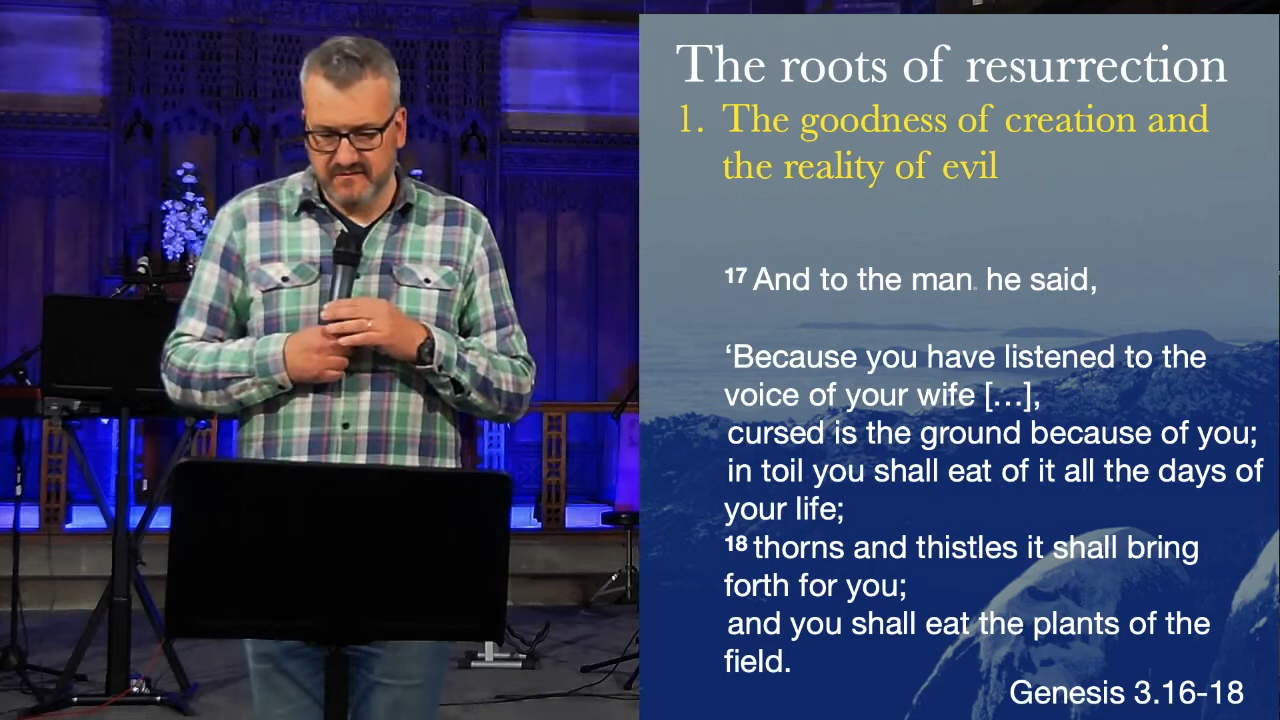 The roots of resurrection
1. The goodness of creation and
the reality of evil
17 And to the man he said,
‘Because you have listened to the
voice of your wife […],
cursed is the ground because of you;
in toil you shall eat of it all the days of
your life;
18 thorns and thistles it shall bring
forth for you;
and you shall eat the plants of the
field.
Genesis 3.16-18